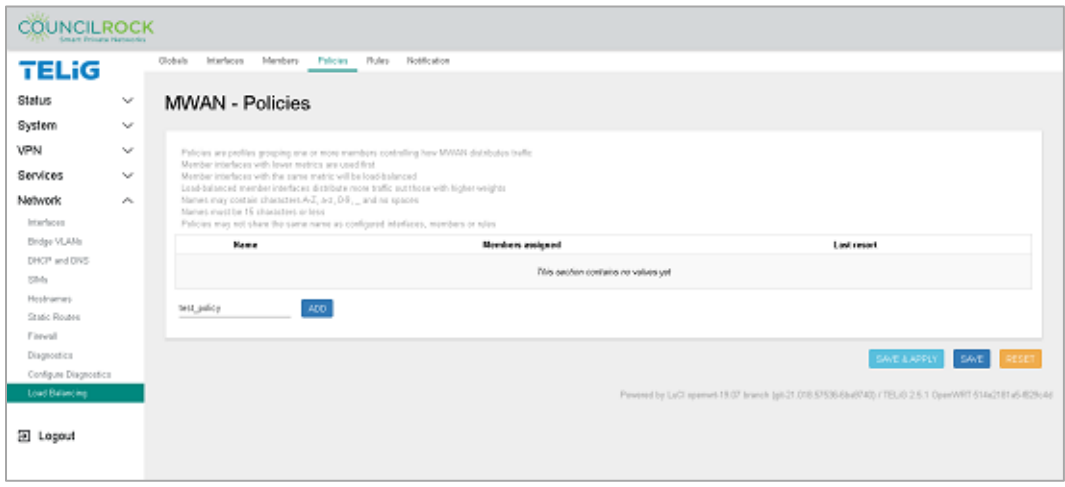 COUNCILROCK
Smart Private Networks
TELiG
Globals Interfaces Members Policies Rules Notification
Status
System
VPN
Services
Network
Interfaces
Bridge VLANs
DHCP and DNS
SIMs
Hostnames
Static Routes
Firewall
Diagnostics
Configure Diagnostics
Load Balancing
Logout
MWAN - Policies
Policies are profiles grouping one or more members controlling how MWAN distributes traffic
Member interfaces with lower metrics are used first
Member interfaces with the same metric will be load-balanced
Load-balanced member interfaces distribute more traffic out those with higher weights
Names may contain characters A-Z, a-z, 0-9, _ and no spaces
Names must be 15 characters or less
Policies may not share the same name as configured interfaces, members or rules
Name Members assigned Last resort
This section contains no values yet
test_policy ADD
SAVE & APPLY SAVE RESET
Powered by LuCI openwrt-19.07 branch / TELiG 2.6.1 OpenWRT